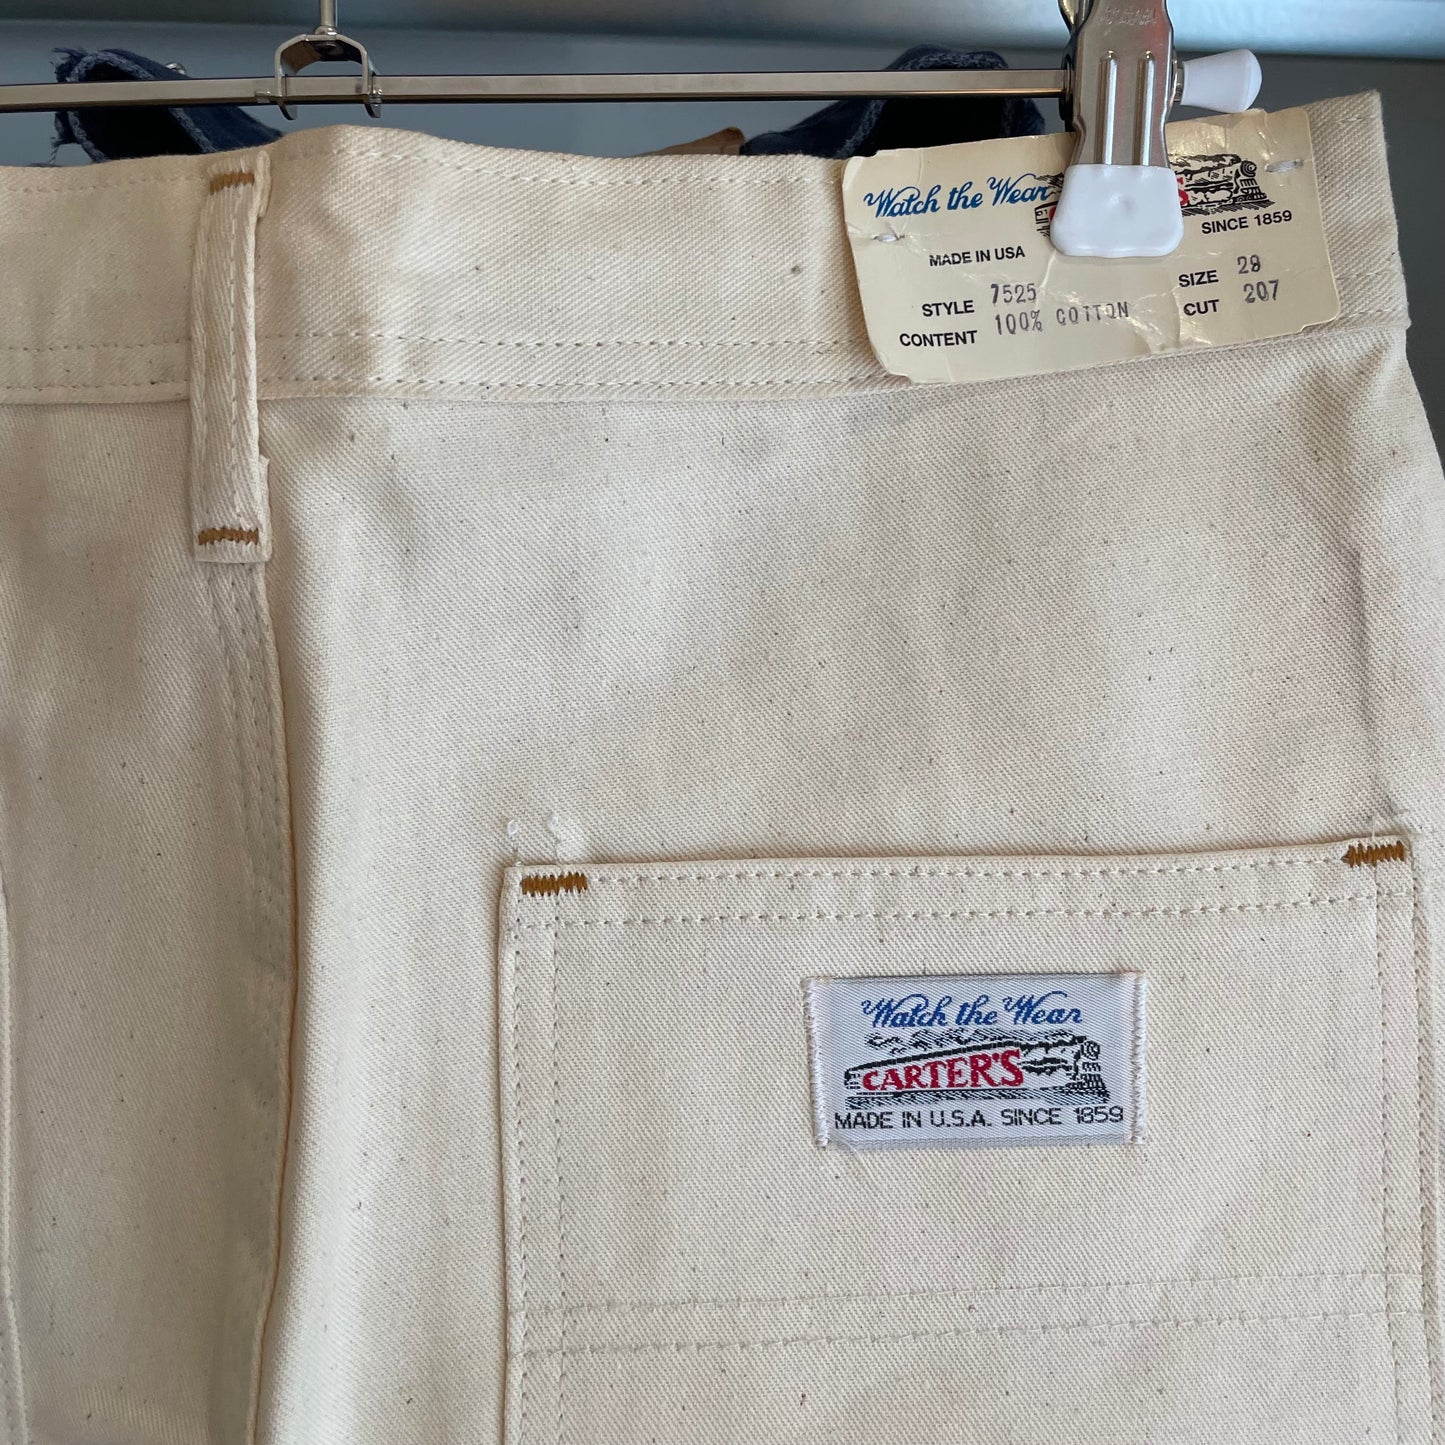 Watch the Wear
S
SINCE 1859
MADE IN USA
STYLE 7525 SIZE 29
CONTENT 100% COTTON CUT 207
Watch the Wear
CARTER'S
MADE IN U.S.A. SINCE 1859